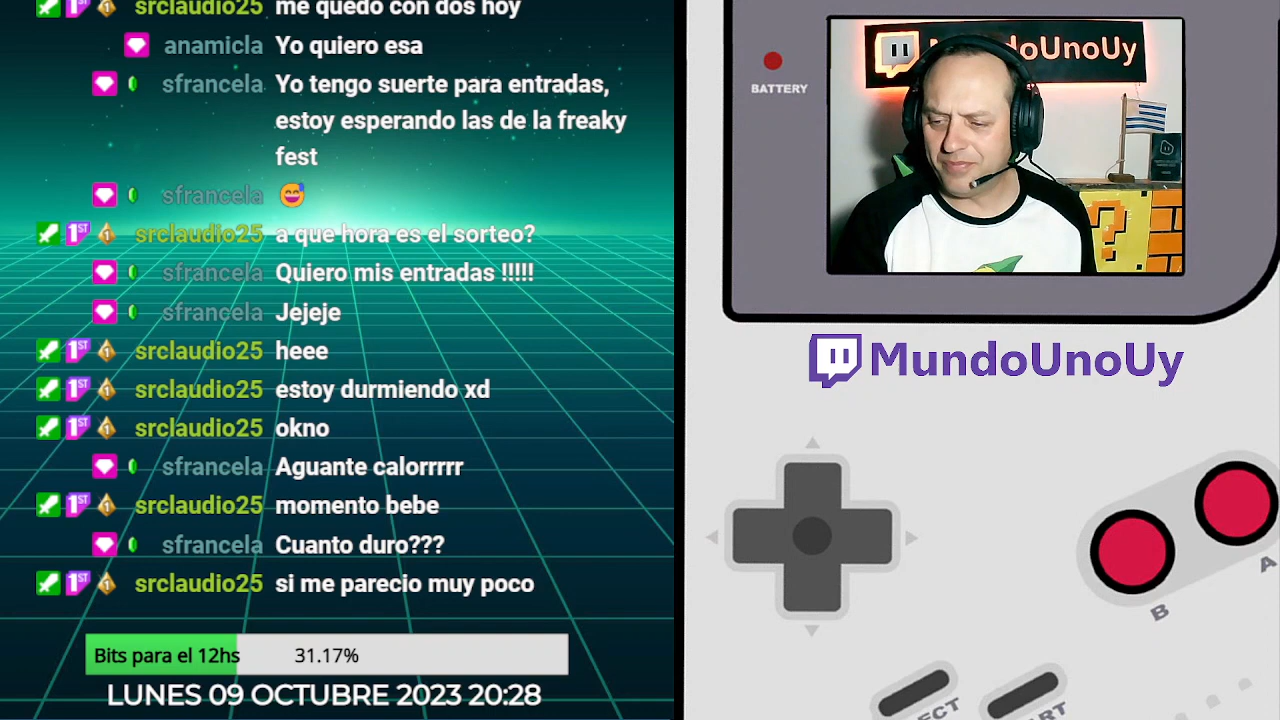 srclaudio25 me quedo con dos hoy
anamicla Yo quiero esa
sfrancela Yo tengo suerte para entradas,
estoy esperando las de la freaky
fest
sfrancela 😅
srclaudio25 a que hora es el sorteo?
sfrancela Quiero mis entradas !!!!!
sfrancela Jejeje
srclaudio25 heee
srclaudio25 estoy durmiendo xd
srclaudio25 okno
sfrancela Aguante calorrrrr
srclaudio25 momento bebe
sfrancela Cuanto duro???
srclaudio25 si me parecio muy poco
Bits para el 12hs 31.17%
LUNES 09 OCTUBRE 2023 20:28
BATTERY
MundoUnoUy
MundoUnoUy
A
B